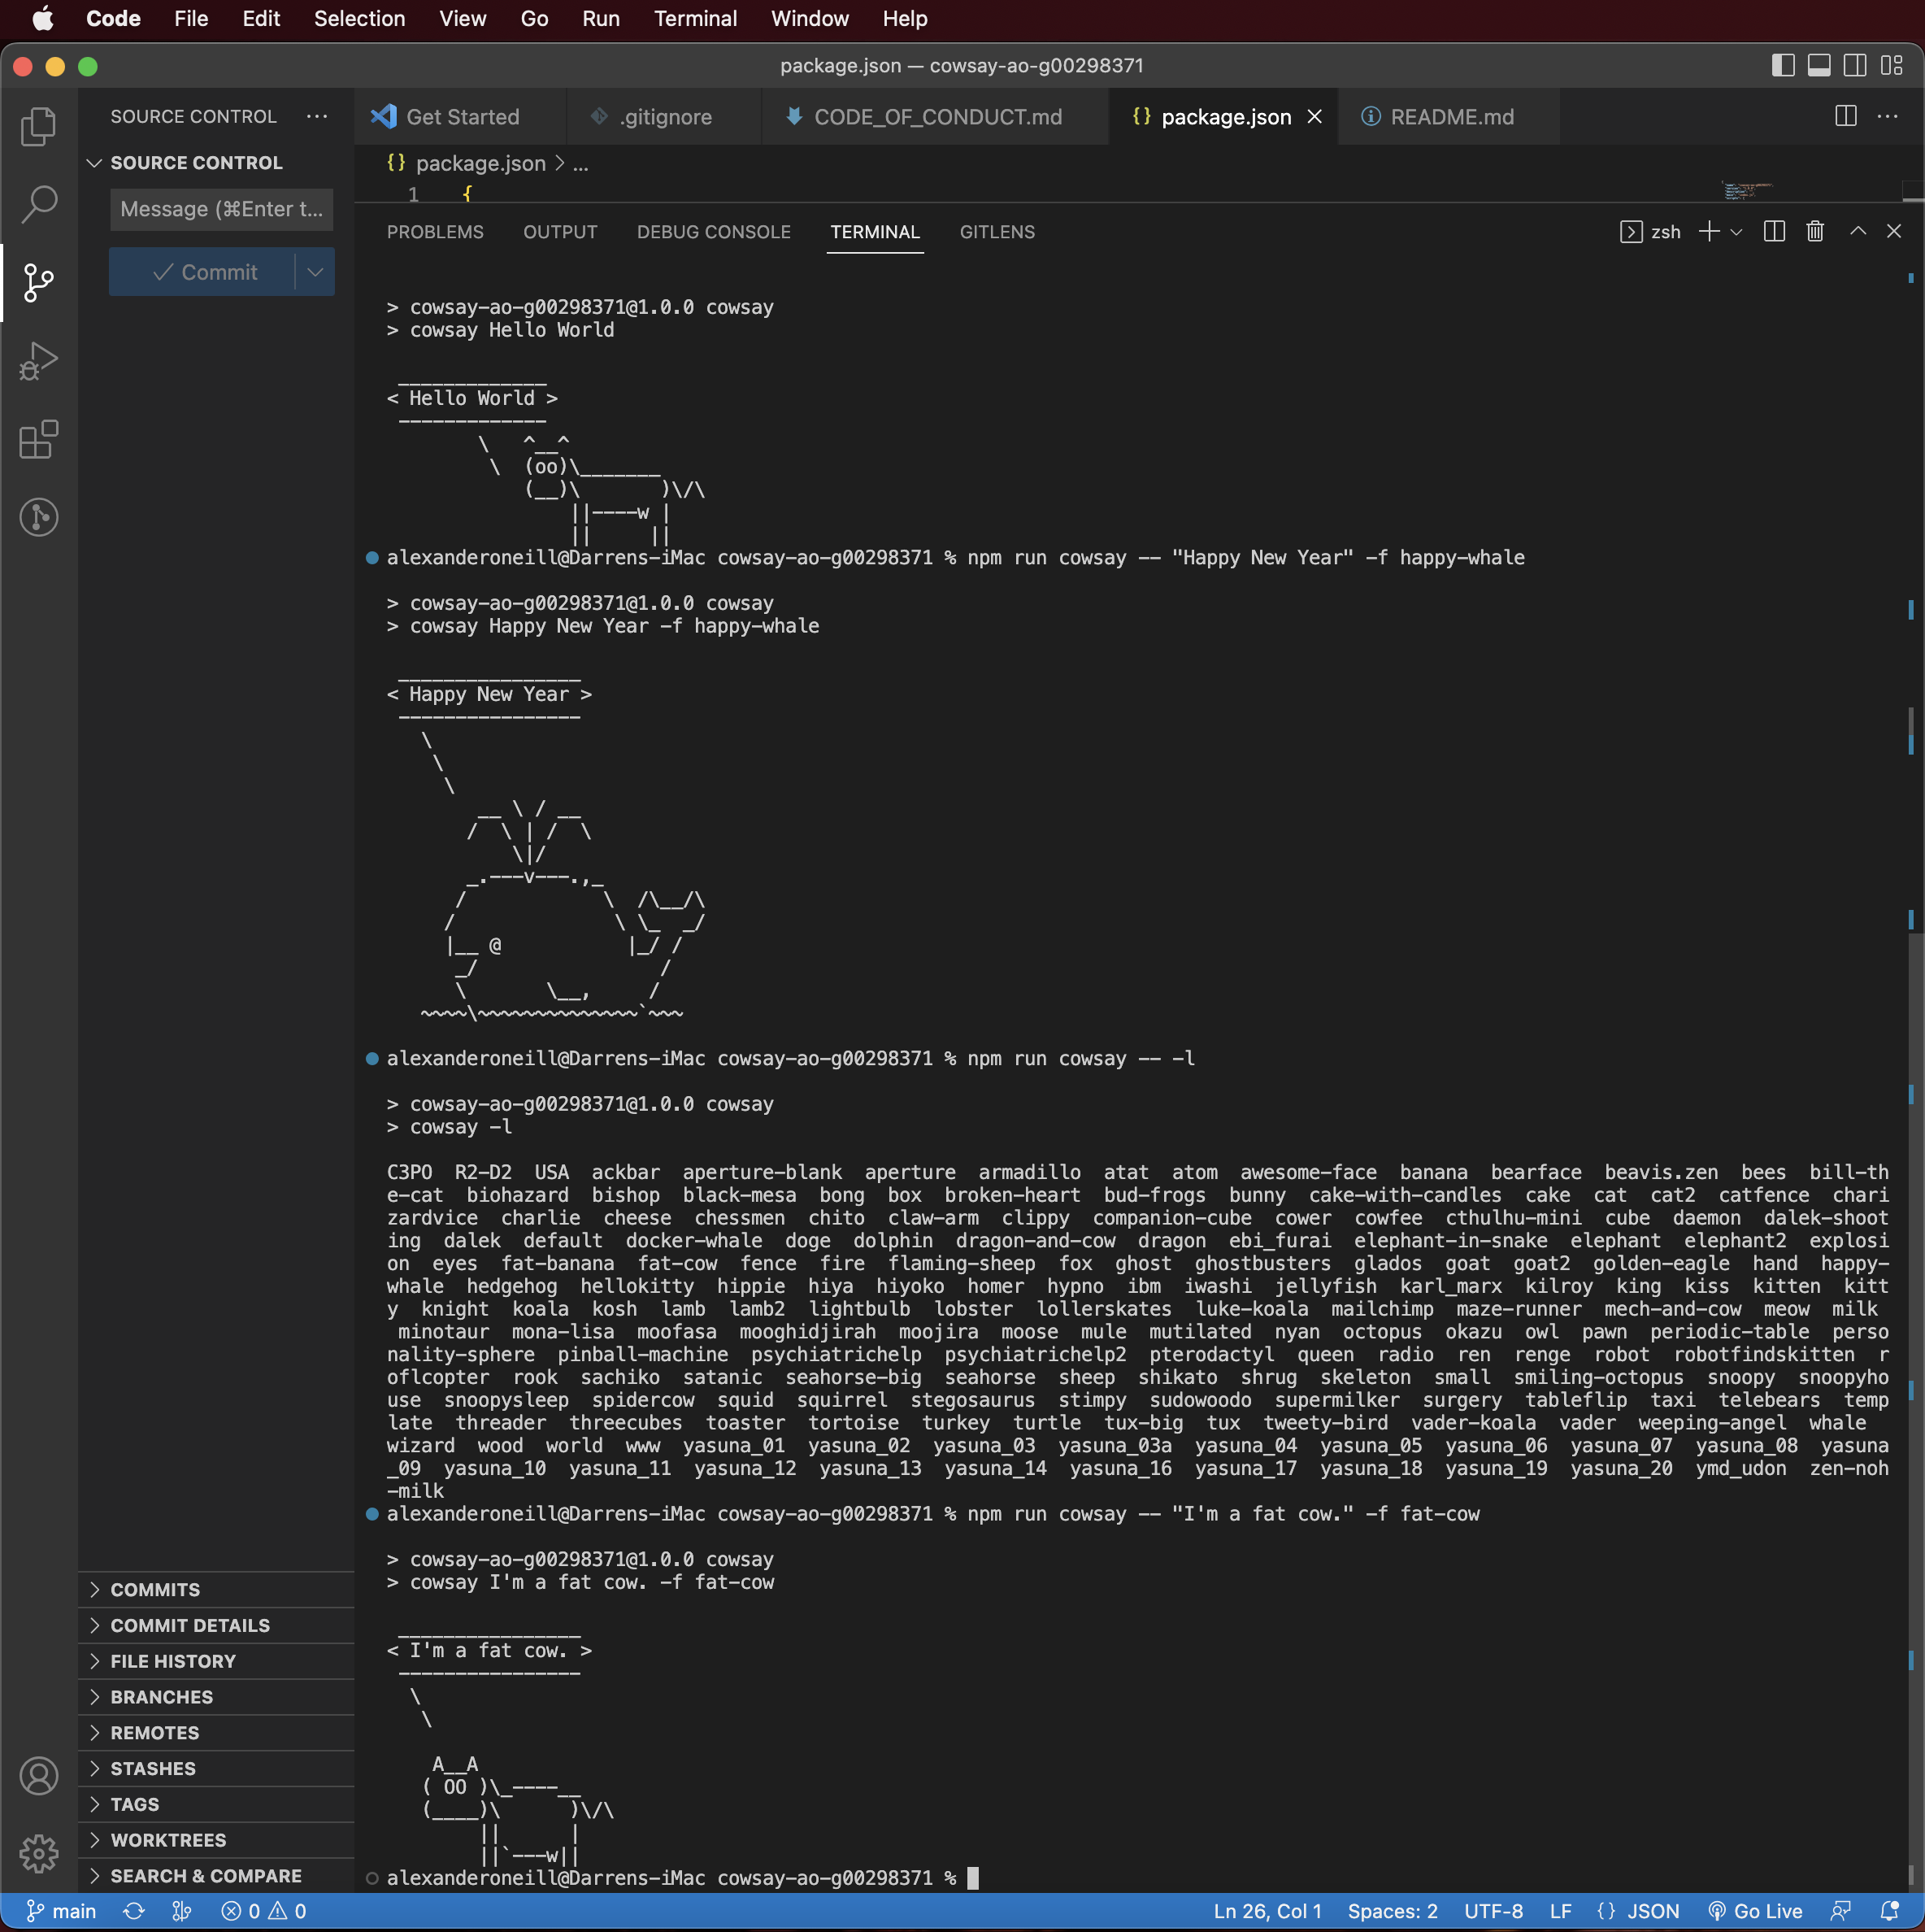 Code File Edit Selection View Go Run Terminal Window Help
package.json — cowsay-ao-g00298371
SOURCE CONTROL ···
Get Started .gitignore CODE_OF_CONDUCT.md {} package.json README.md
SOURCE CONTROL
{} package.json > ...
Message (⌘Enter t...
1 {
PROBLEMS OUTPUT DEBUG CONSOLE TERMINAL GITLENS zsh
Commit
> cowsay-ao-g00298371@1.0.0 cowsay
> cowsay Hello World
 _____________
< Hello World >
 -------------
        \   ^__^
         \  (oo)\_______
            (__)\       )\/\
                ||----w |
                ||     ||
alexanderoneill@Darrens-iMac cowsay-ao-g00298371 % npm run cowsay -- "Happy New Year" -f happy-whale
> cowsay-ao-g00298371@1.0.0 cowsay
> cowsay Happy New Year -f happy-whale
 ________________
< Happy New Year >
 ----------------
   \
    \
     \
        __ \ / __
       /  \ | /  \
           \|/
       _.---v---.,_
      /            \  /\__/\
     /              \ \_  _/
     |__ @           |_/ /
      _/                /
      \       \__,     /
   ~~~~\~~~~~~~~~~~~~~`~~~
alexanderoneill@Darrens-iMac cowsay-ao-g00298371 % npm run cowsay -- -l
> cowsay-ao-g00298371@1.0.0 cowsay
> cowsay -l
C3PO  R2-D2  USA  ackbar  aperture-blank  aperture  armadillo  atat  atom  awesome-face  banana  bearface  beavis.zen  bees  bill-th
e-cat  biohazard  bishop  black-mesa  bong  box  broken-heart  bud-frogs  bunny  cake-with-candles  cake  cat  cat2  catfence  chari
zardvice  charlie  cheese  chessmen  chito  claw-arm  clippy  companion-cube  cower  cowfee  cthulhu-mini  cube  daemon  dalek-shoot
ing  dalek  default  docker-whale  doge  dolphin  dragon-and-cow  dragon  ebi_furai  elephant-in-snake  elephant  elephant2  explosi
on  eyes  fat-banana  fat-cow  fence  fire  flaming-sheep  fox  ghost  ghostbusters  glados  goat  goat2  golden-eagle  hand  happy-
whale  hedgehog  hellokitty  hippie  hiya  hiyoko  homer  hypno  ibm  iwashi  jellyfish  karl_marx  kilroy  king  kiss  kitten  kitt
y  knight  koala  kosh  lamb  lamb2  lightbulb  lobster  lollerskates  luke-koala  mailchimp  maze-runner  mech-and-cow  meow  milk
 minotaur  mona-lisa  moofasa  mooghidjirah  moojira  moose  mule  mutilated  nyan  octopus  okazu  owl  pawn  periodic-table  perso
nality-sphere  pinball-machine  psychiatrichelp  psychiatrichelp2  pterodactyl  queen  radio  ren  renge  robot  robotfindskitten  r
oflcopter  rook  sachiko  satanic  seahorse-big  seahorse  sheep  shikato  shrug  skeleton  small  smiling-octopus  snoopy  snoopyho
use  snoopysleep  spidercow  squid  squirrel  stegosaurus  stimpy  sudowoodo  supermilker  surgery  tableflip  taxi  telebears  temp
late  threader  threecubes  toaster  tortoise  turkey  turtle  tux-big  tux  tweety-bird  vader-koala  vader  weeping-angel  whale
wizard  wood  world  www  yasuna_01  yasuna_02  yasuna_03  yasuna_03a  yasuna_04  yasuna_05  yasuna_06  yasuna_07  yasuna_08  yasuna
_09  yasuna_10  yasuna_11  yasuna_12  yasuna_13  yasuna_14  yasuna_16  yasuna_17  yasuna_18  yasuna_19  yasuna_20  ymd_udon  zen-noh
-milk
alexanderoneill@Darrens-iMac cowsay-ao-g00298371 % npm run cowsay -- "I'm a fat cow." -f fat-cow
> cowsay-ao-g00298371@1.0.0 cowsay
> cowsay I'm a fat cow. -f fat-cow
 ________________
< I'm a fat cow. >
 ----------------
  \
   \
    A__A
   ( OO )\_----__
   (____)\      )\/\
        ||      |
        ||`---w||
alexanderoneill@Darrens-iMac cowsay-ao-g00298371 %
COMMITS
COMMIT DETAILS
FILE HISTORY
BRANCHES
REMOTES
STASHES
TAGS
WORKTREES
SEARCH & COMPARE
main 0 0 Ln 26, Col 1 Spaces: 2 UTF-8 LF {} JSON Go Live